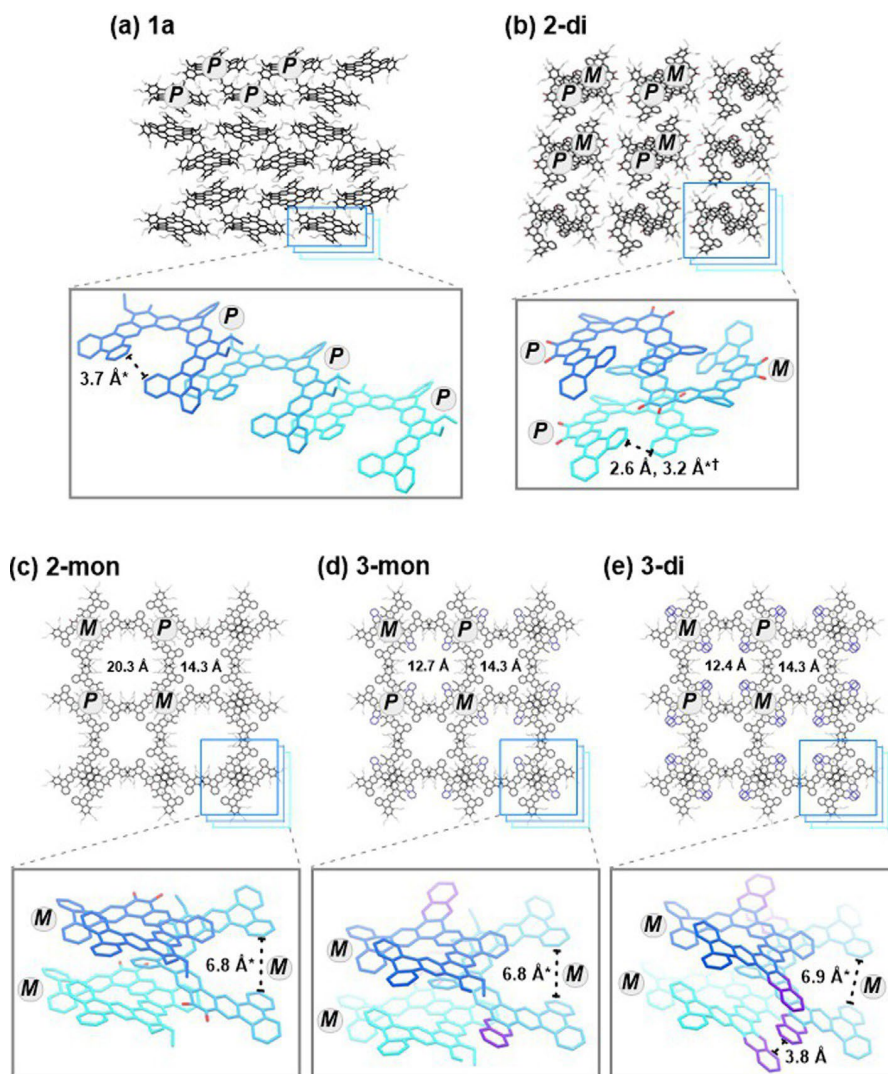 (a) 1a
(b) 2-di
P P
P P
M M
P P
M M
P P
P
P
P
3.7 Å*
P
M
P
2.6 Å, 3.2 Å*†
(c) 2-mon
(d) 3-mon
(e) 3-di
M P
20.3 Å 14.3 Å
P M
M P
12.7 Å 14.3 Å
P M
M P
12.4 Å 14.3 Å
P M
M
6.8 Å* M
M
M
6.8 Å* M
M
M
6.9 Å* M
M
3.8 Å